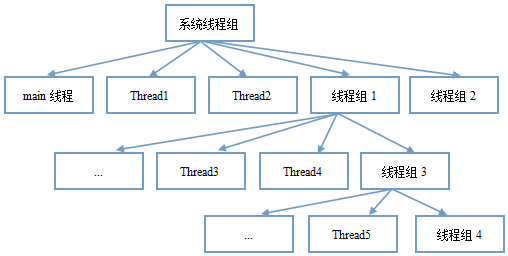 系统线程组
main 线程
Thread1
Thread2
线程组 1
线程组 2
...
Thread3
Thread4
线程组 3
...
Thread5
线程组 4